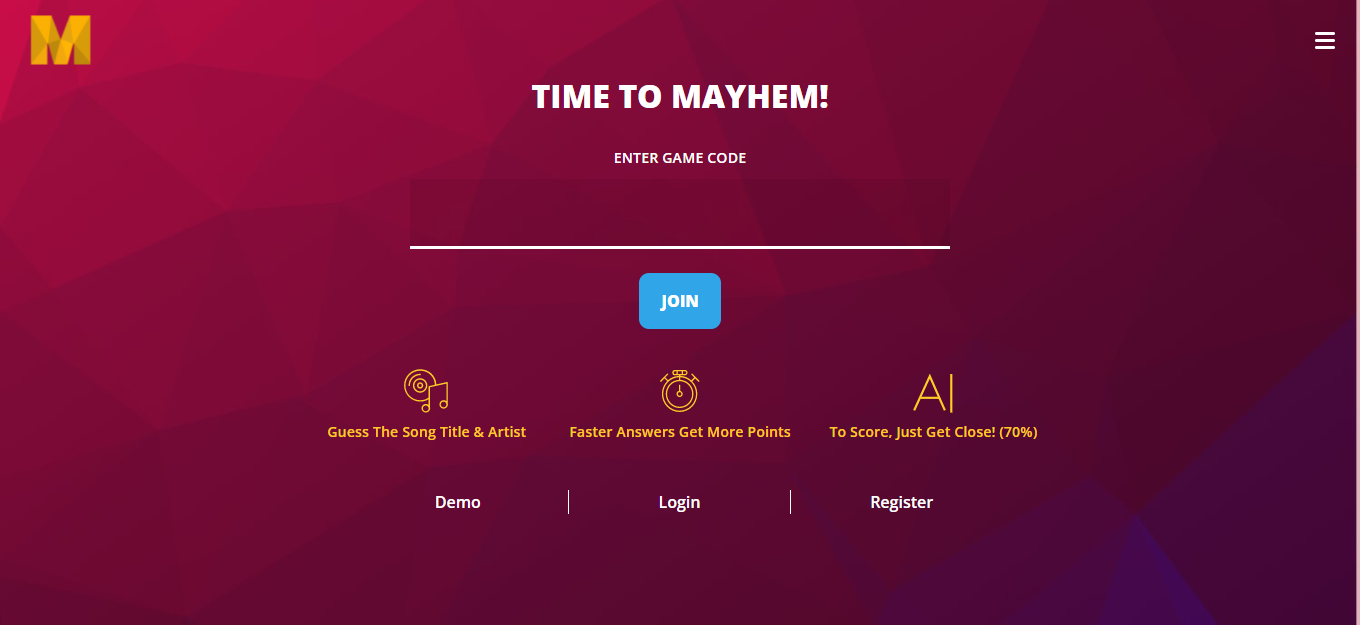 M
TIME TO MAYHEM!
ENTER GAME CODE
JOIN
AI
Guess The Song Title & Artist
Faster Answers Get More Points
To Score, Just Get Close! (70%)
Demo
Login
Register